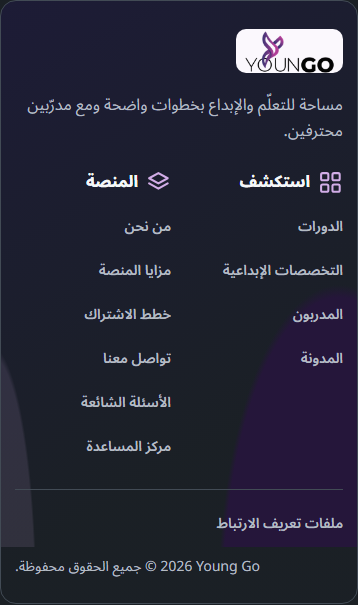 YOUNGO
مساحة للتعلّم والإبداع بخطوات واضحة ومع مدرّبين
محترفين.
استكشف
الدورات
التخصصات الإبداعية
المدربون
المدونة
المنصة
من نحن
مزايا المنصة
خطط الاشتراك
تواصل معنا
الأسئلة الشائعة
مركز المساعدة
ملفات تعريف الارتباط
Young Go 2026 © جميع الحقوق محفوظة.